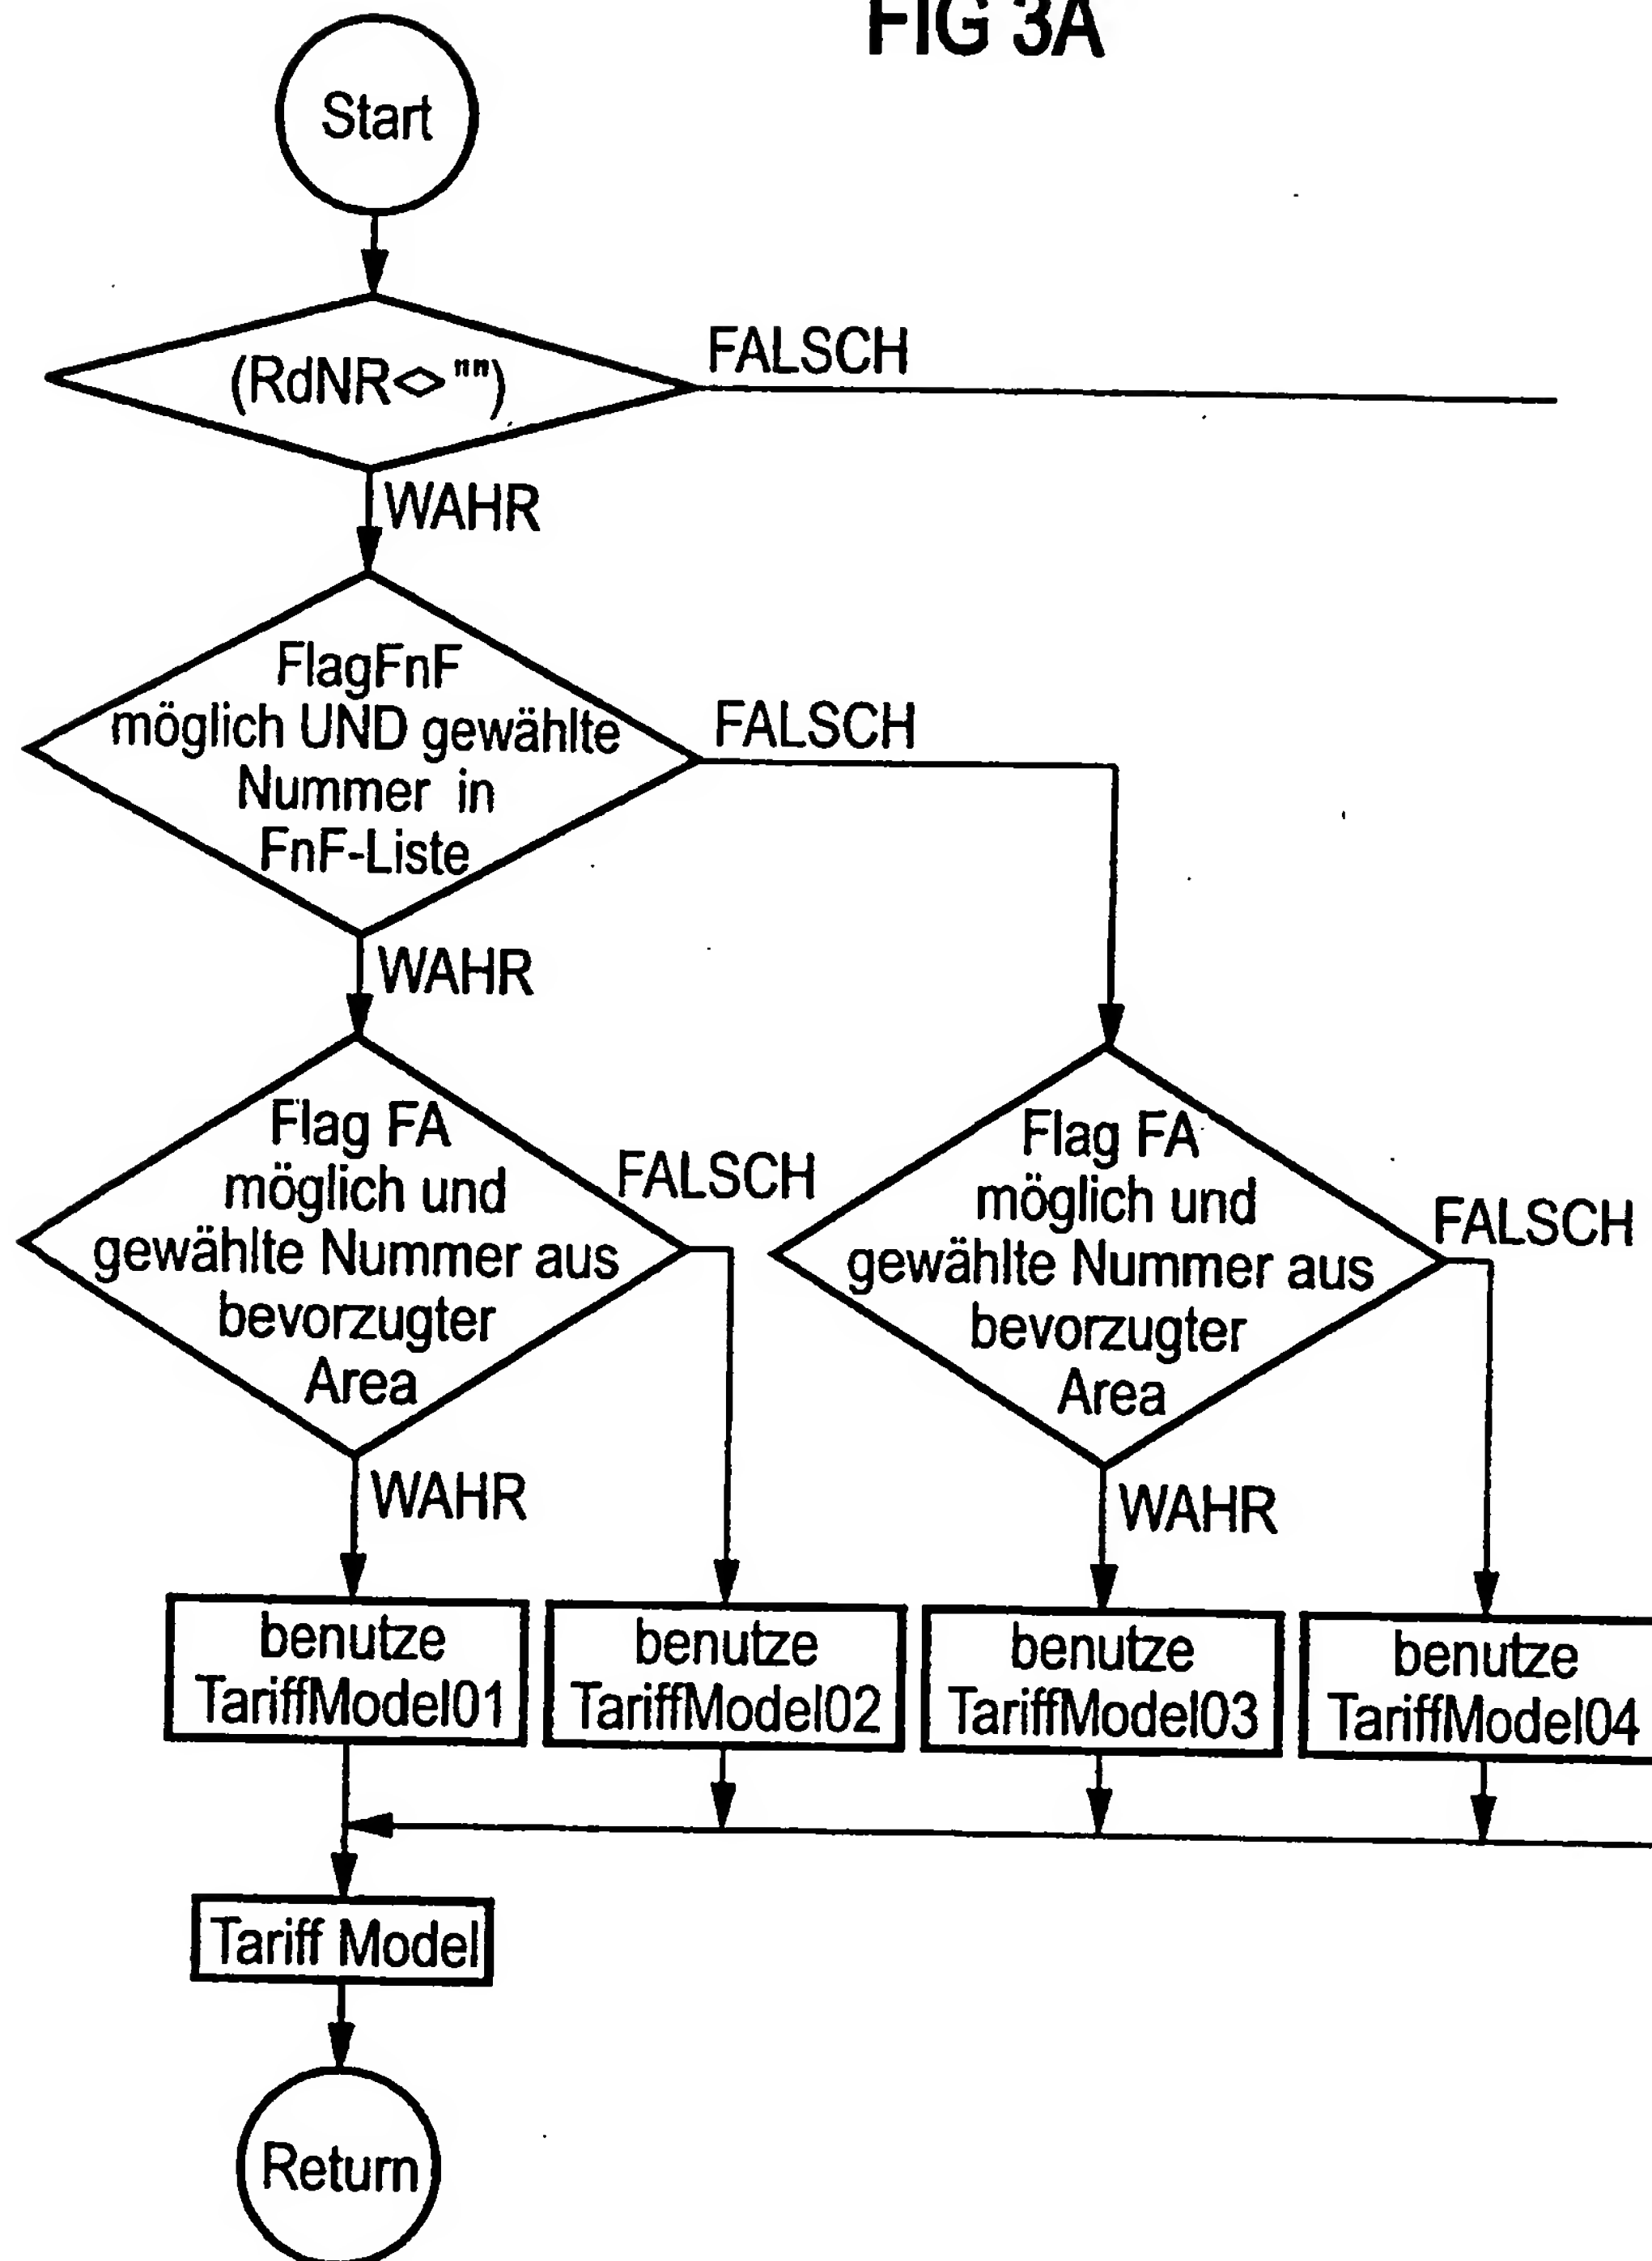 FIG 3A
Start
(RdNR<>"")
FALSCH
WAHR
FlagFnF
möglich UND gewählte
Nummer in
FnF-Liste
FALSCH
WAHR
Flag FA
möglich und
gewählte Nummer aus
bevorzugter
Area
FALSCH
WAHR
Flag FA
möglich und
gewählte Nummer aus
bevorzugter
Area
FALSCH
WAHR
benutze
TariffModel01
benutze
TariffModel02
benutze
TariffModel03
benutze
TariffModel04
Tariff Model
Return